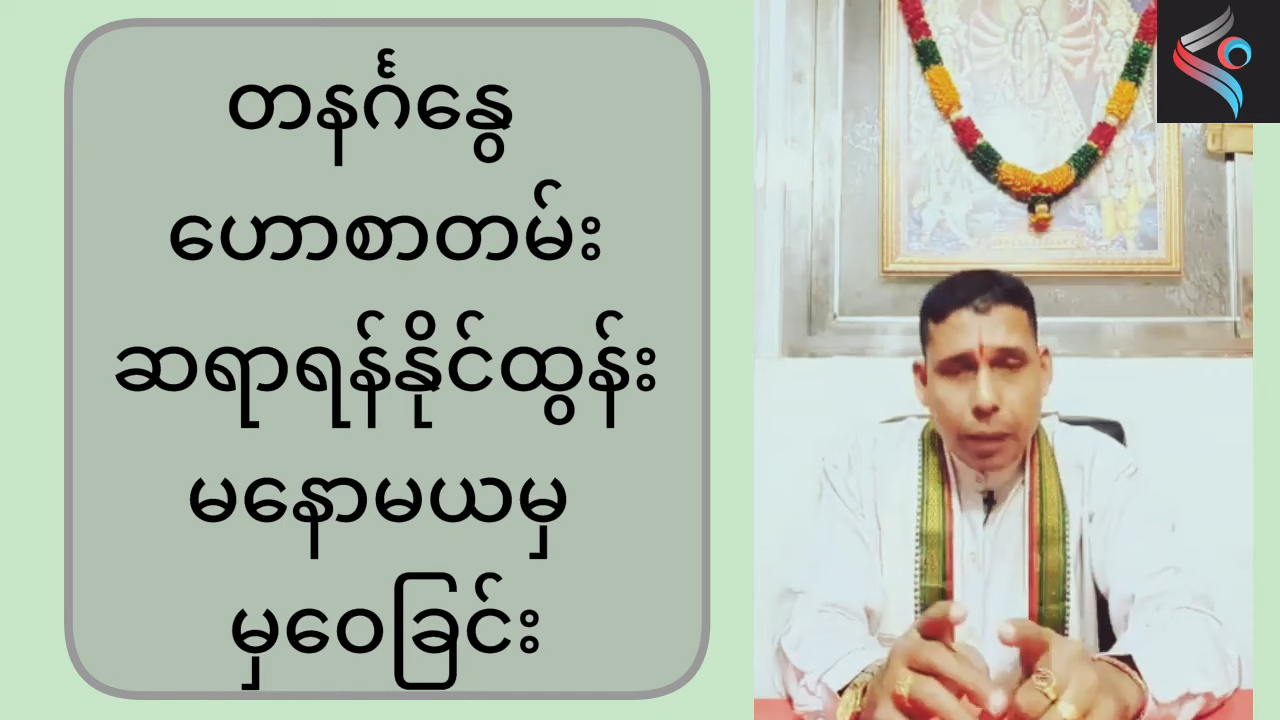 တနင်္ဂနွေ
ဟောစာတမ်း
ဆရာရန်နိုင်ထွန်း
မနောမယမှ
မှဝေခြင်း